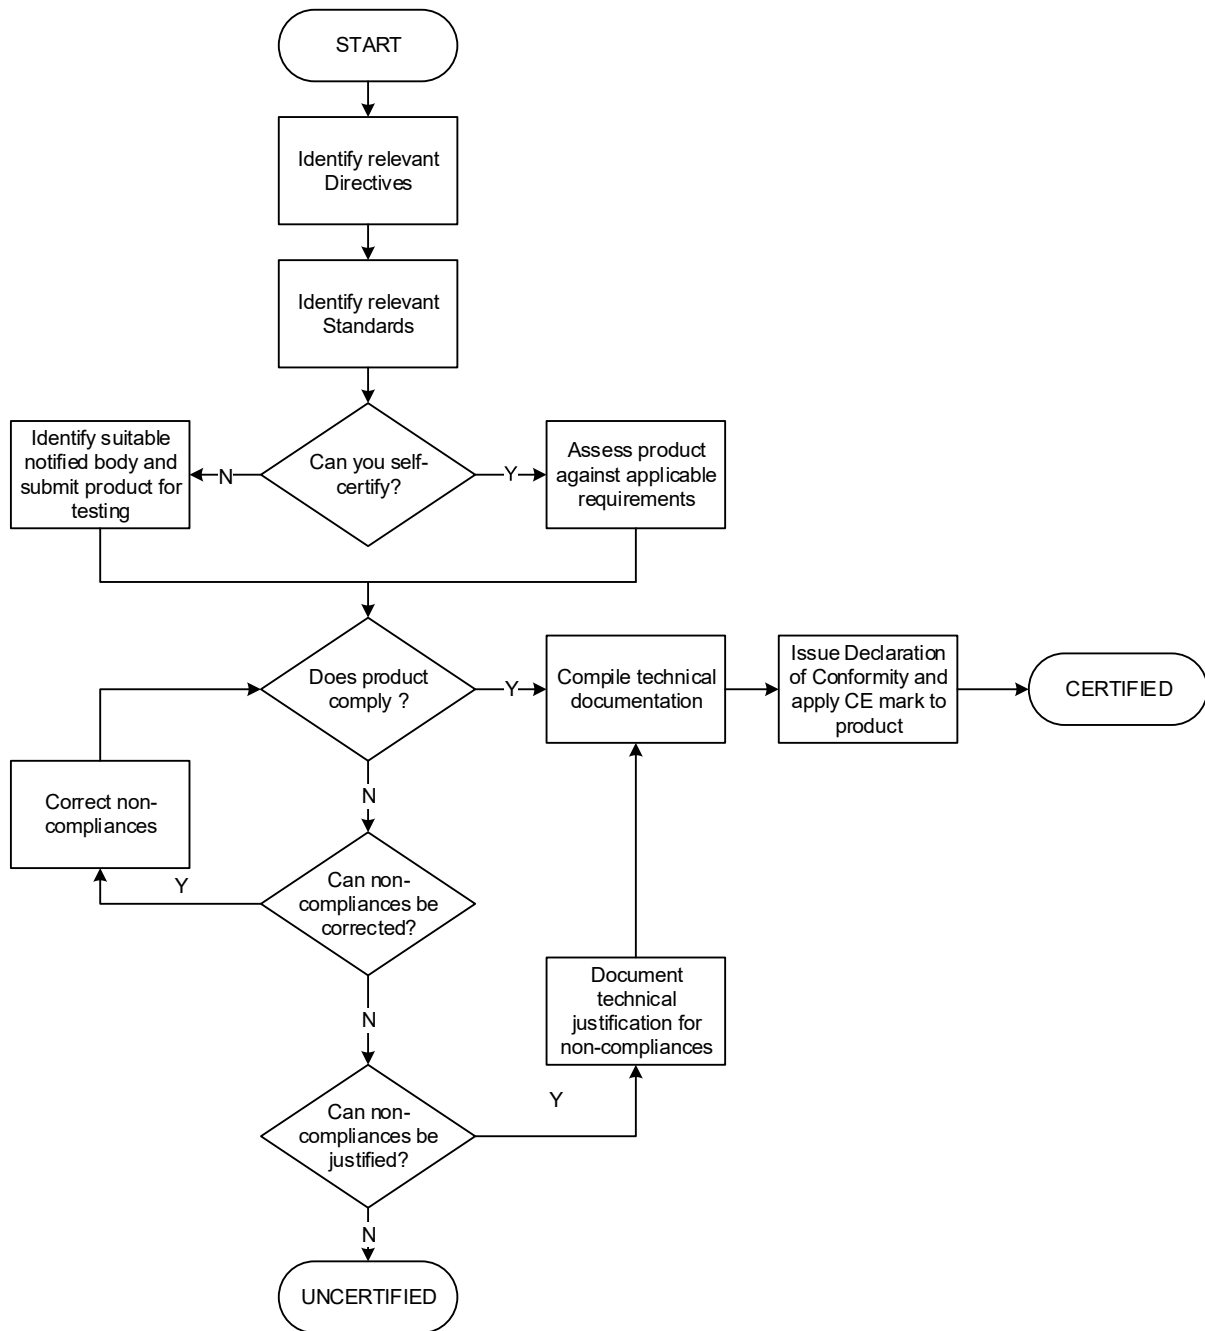 START
Identify relevant
Directives
Identify relevant
Standards
Identify suitable
notified body and
submit product for
testing
N
Can you self-
certify?
Y
Assess product
against applicable
requirements
Does product
comply ?
Y
Compile technical
documentation
Issue Declaration
of Conformity and
apply CE mark to
product
CERTIFIED
N
Correct non-
compliances
Y
Can non-
compliances be
corrected?
N
Document
technical
justification for
non-compliances
Y
Can non-
compliances be
justified?
N
UNCERTIFIED